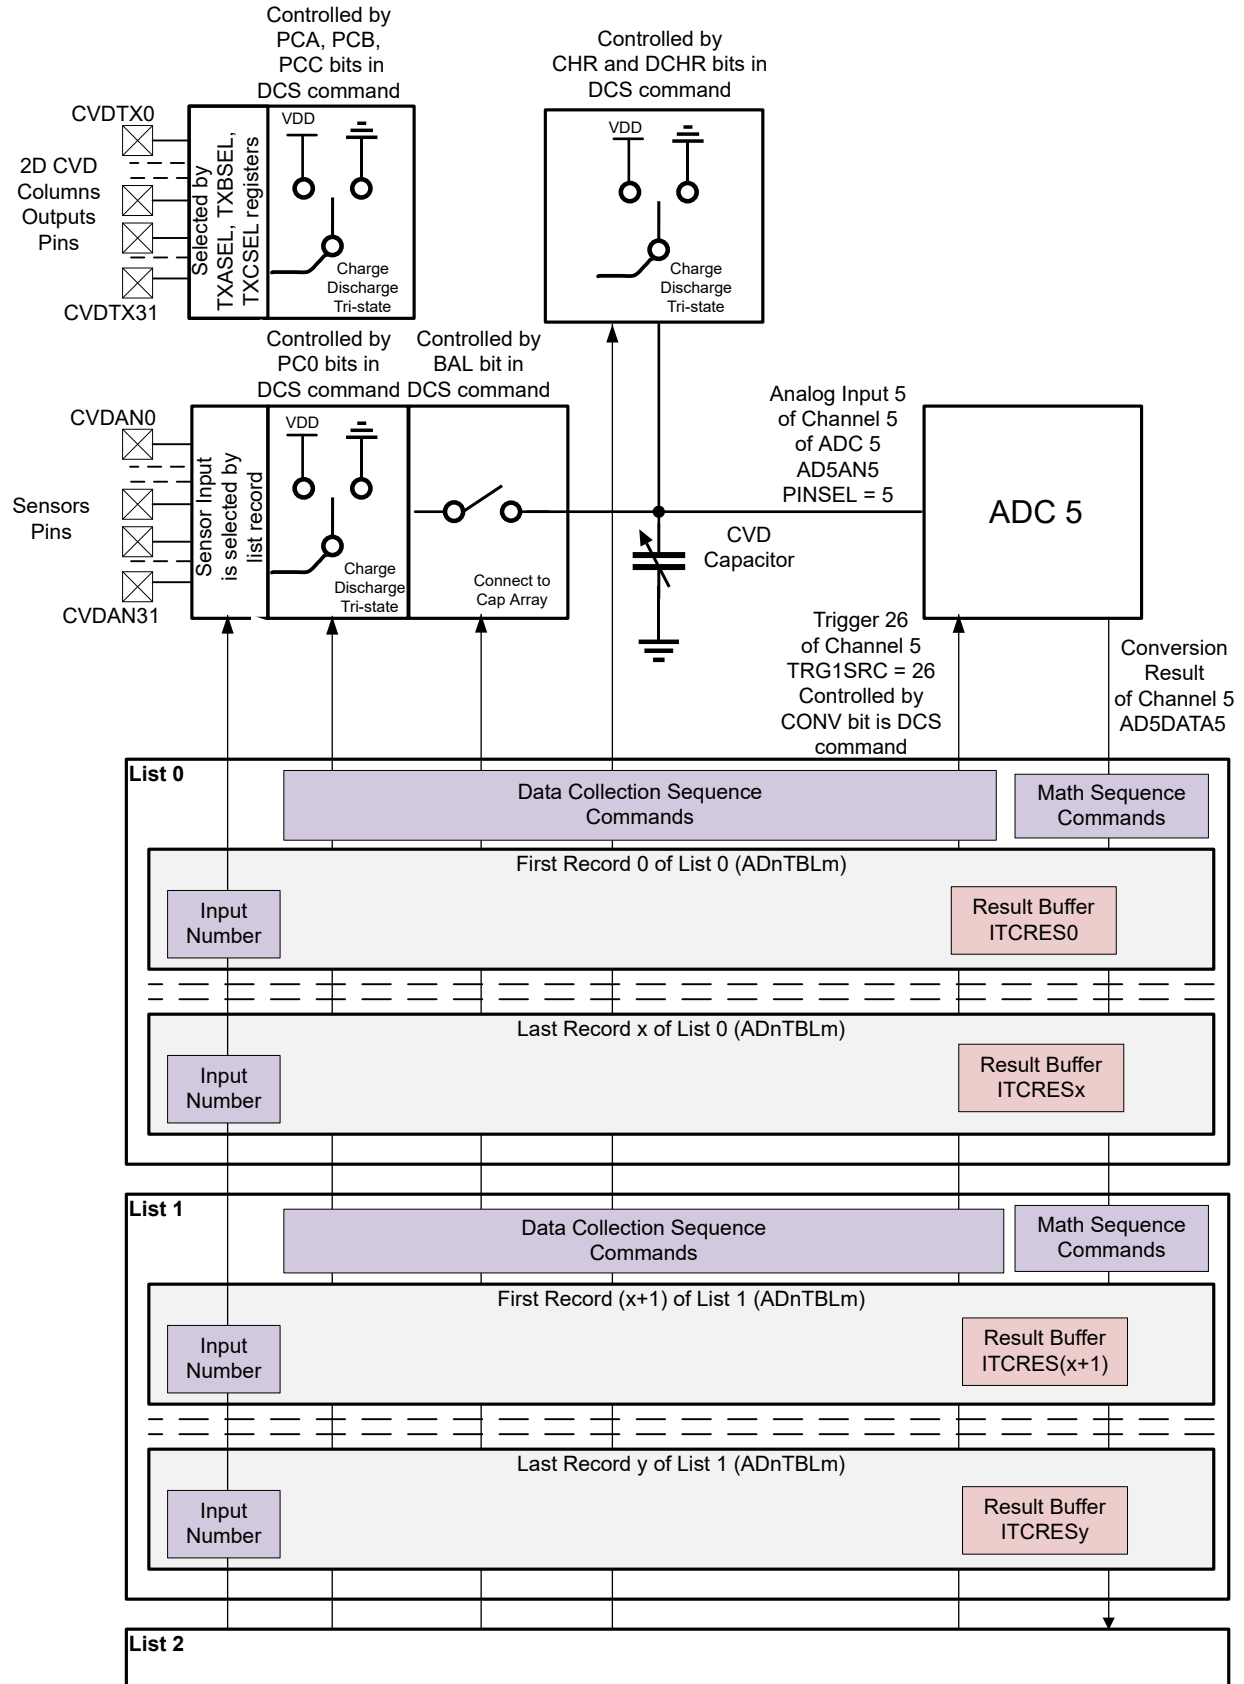 Controlled by
PCA, PCB,
PCC bits in
DCS command
Controlled by
CHR and DCHR bits in
DCS command
CVDTX0
2D CVD
Columns
Outputs
Pins
CVDTX31
Selected by
TXASEL, TXBSEL,
TXCSEL registers
VDD
Charge
Discharge
Tri-state
VDD
Charge
Discharge
Tri-state
Controlled by
PC0 bits in
DCS command
Controlled by
BAL bit in
DCS command
CVDAN0
Sensors
Pins
CVDAN31
Sensor Input
is selected by
list record
VDD
Charge
Discharge
Tri-state
Connect to
Cap Array
CVD
Capacitor
Analog Input 5
of Channel 5
of ADC 5
AD5AN5
PINSEL = 5
ADC 5
Trigger 26
of Channel 5
TRG1SRC = 26
Controlled by
CONV bit is DCS
command
Conversion
Result
of Channel 5
AD5DATA5
List 0
Data Collection Sequence
Commands
Math Sequence
Commands
First Record 0 of List 0 (ADnTBLm)
Input
Number
Result Buffer
ITCRES0
Last Record x of List 0 (ADnTBLm)
Input
Number
Result Buffer
ITCRESx
List 1
Data Collection Sequence
Commands
Math Sequence
Commands
First Record (x+1) of List 1 (ADnTBLm)
Input
Number
Result Buffer
ITCRES(x+1)
Last Record y of List 1 (ADnTBLm)
Input
Number
Result Buffer
ITCRESy
List 2